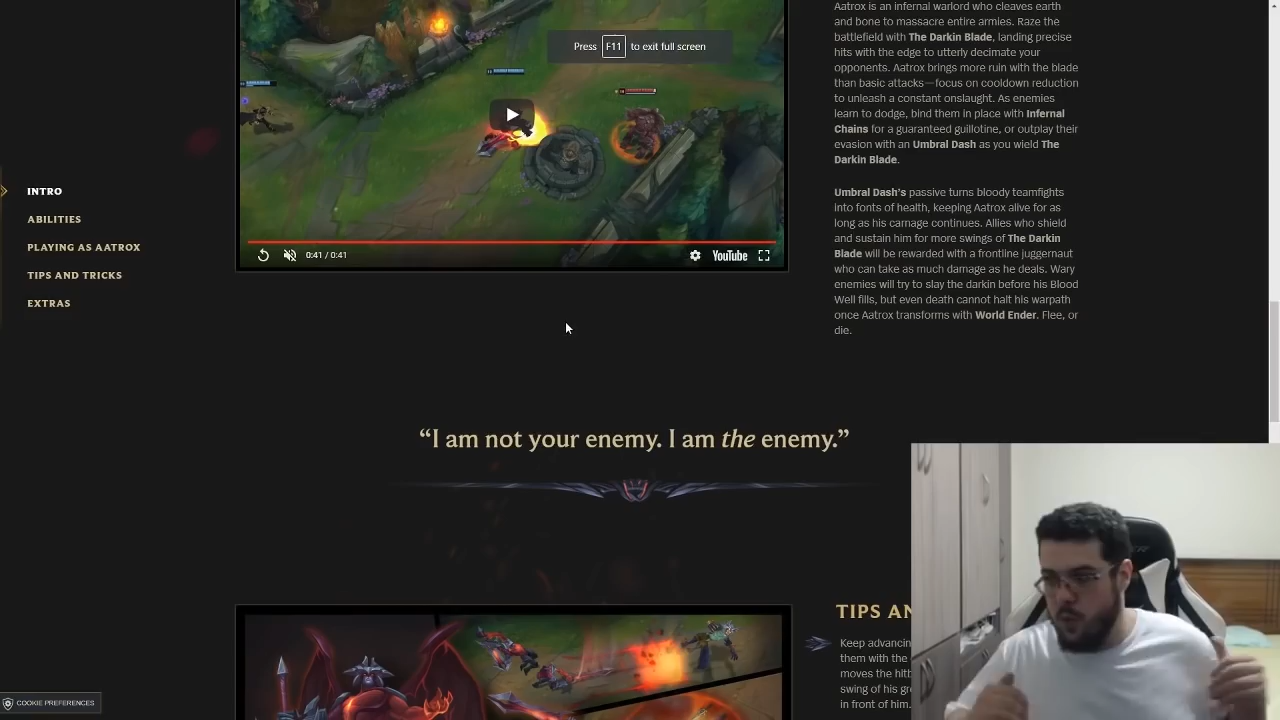 Press F11 to exit full screen
0:41 / 0:41
YouTube
INTRO
ABILITIES
PLAYING AS AATROX
TIPS AND TRICKS
EXTRAS
Aatrox is an infernal warlord who cleaves earth
and bone to massacre entire armies. Raze the
battlefield with The Darkin Blade, landing precise
hits with the edge to utterly decimate your
opponents. Aatrox brings more ruin with the blade
than basic attacks—focus on cooldown reduction
to unleash a constant onslaught. As enemies
learn to dodge, bind them in place with Infernal
Chains for a guaranteed guillotine, or outplay their
evasion with an Umbral Dash as you wield The
Darkin Blade.
Umbral Dash's passive turns bloody teamfights
into fonts of health, keeping Aatrox alive for as
long as his carnage continues. Allies who shield
and sustain him for more swings of The Darkin
Blade will be rewarded with a frontline juggernaut
who can take as much damage as he deals. Wary
enemies will try to slay the darkin before his Blood
Well fills, but even death cannot halt his warpath
once Aatrox transforms with World Ender. Flee, or
die.
“I am not your enemy. I am the enemy.”
TIPS AN
Keep advancin
them with the
moves the hitb
swing of his gr
in front of him.
COOKIE PREFERENCES